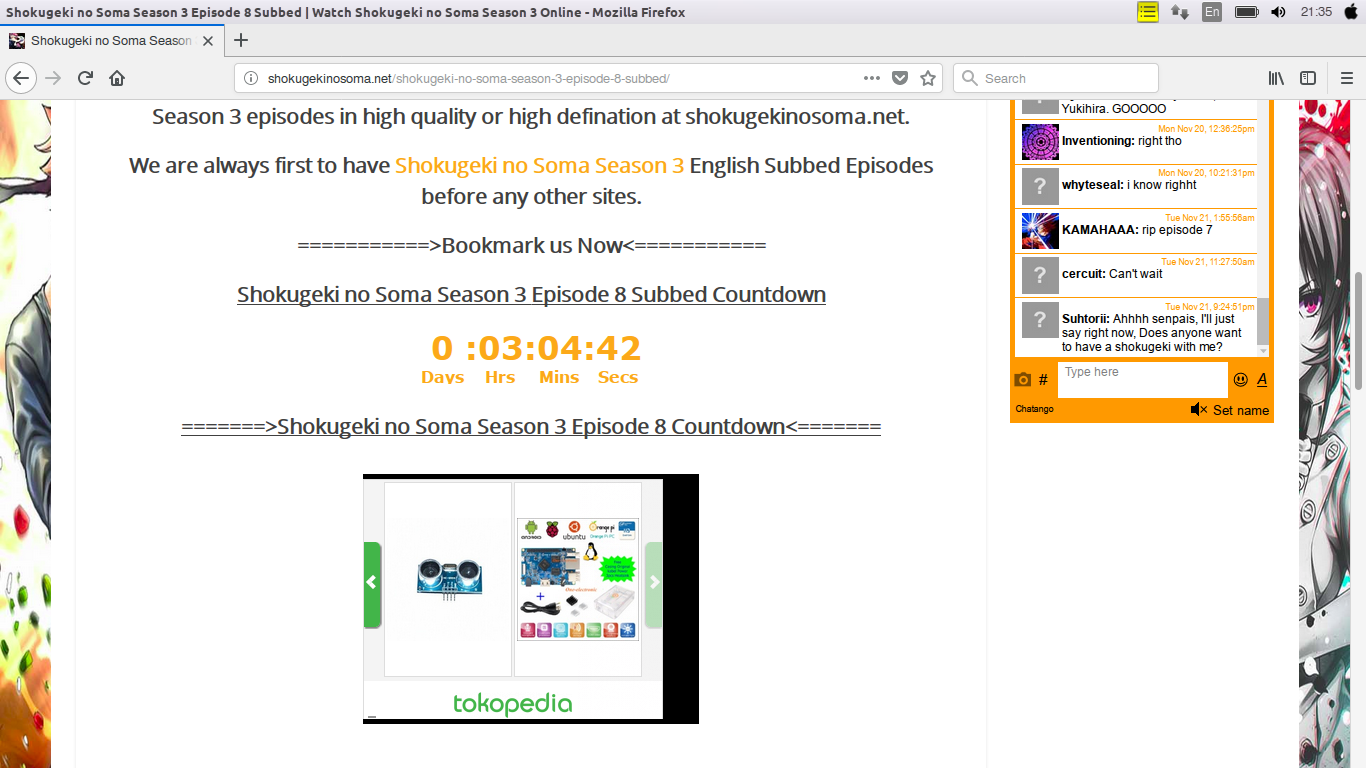 Shokugeki no Soma Season 3 Episode 8 Subbed | Watch Shokugeki no Soma Season 3 Online - Mozilla Firefox
En
21:35
Shokugeki no Soma Season
shokugekinosoma.net/shokugeki-no-soma-season-3-episode-8-subbed/
Search
Season 3 episodes in high quality or high defination at shokugekinosoma.net.
We are always first to have Shokugeki no Soma Season 3 English Subbed Episodes
before any other sites.
===========>Bookmark us Now<===========
Shokugeki no Soma Season 3 Episode 8 Subbed Countdown
0 :03:04:42
Days Hrs Mins Secs
=======>Shokugeki no Soma Season 3 Episode 8 Countdown<=======
ANDROID
Raspberry Pi
ubuntu
Orange Pi
Orange Pi PC
tokopedia
Yukihira. GOOOOO
Mon Nov 20, 12:36:25pm
Inventioning: right tho
Mon Nov 20, 10:21:31pm
whyteseal: i know righht
Tue Nov 21, 1:55:56am
KAMAHAAA: rip episode 7
Tue Nov 21, 11:27:50am
cercuit: Can't wait
Tue Nov 21, 9:24:51pm
Suhtorii: Ahhhh senpais, I'll just
say right now, Does anyone want
to have a shokugeki with me?
#
Type here
A
Chatango
Set name